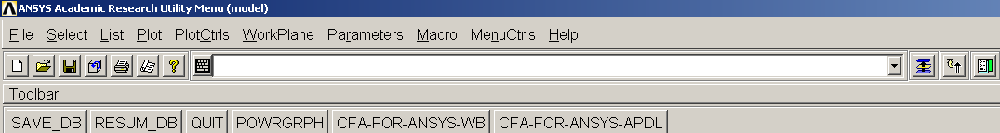 ANSYS Academic Research Utility Menu (model)
File Select List Plot PlotCtrls WorkPlane Parameters Macro MenuCtrls Help
Toolbar
SAVE_DB RESUM_DB QUIT POWRGRPH CFA-FOR-ANSYS-WB CFA-FOR-ANSYS-APDL